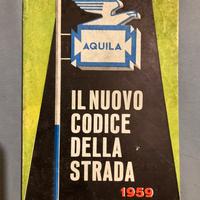 AQUILA
IL NUOVO
CODICE
DELLA
STRADA
1959